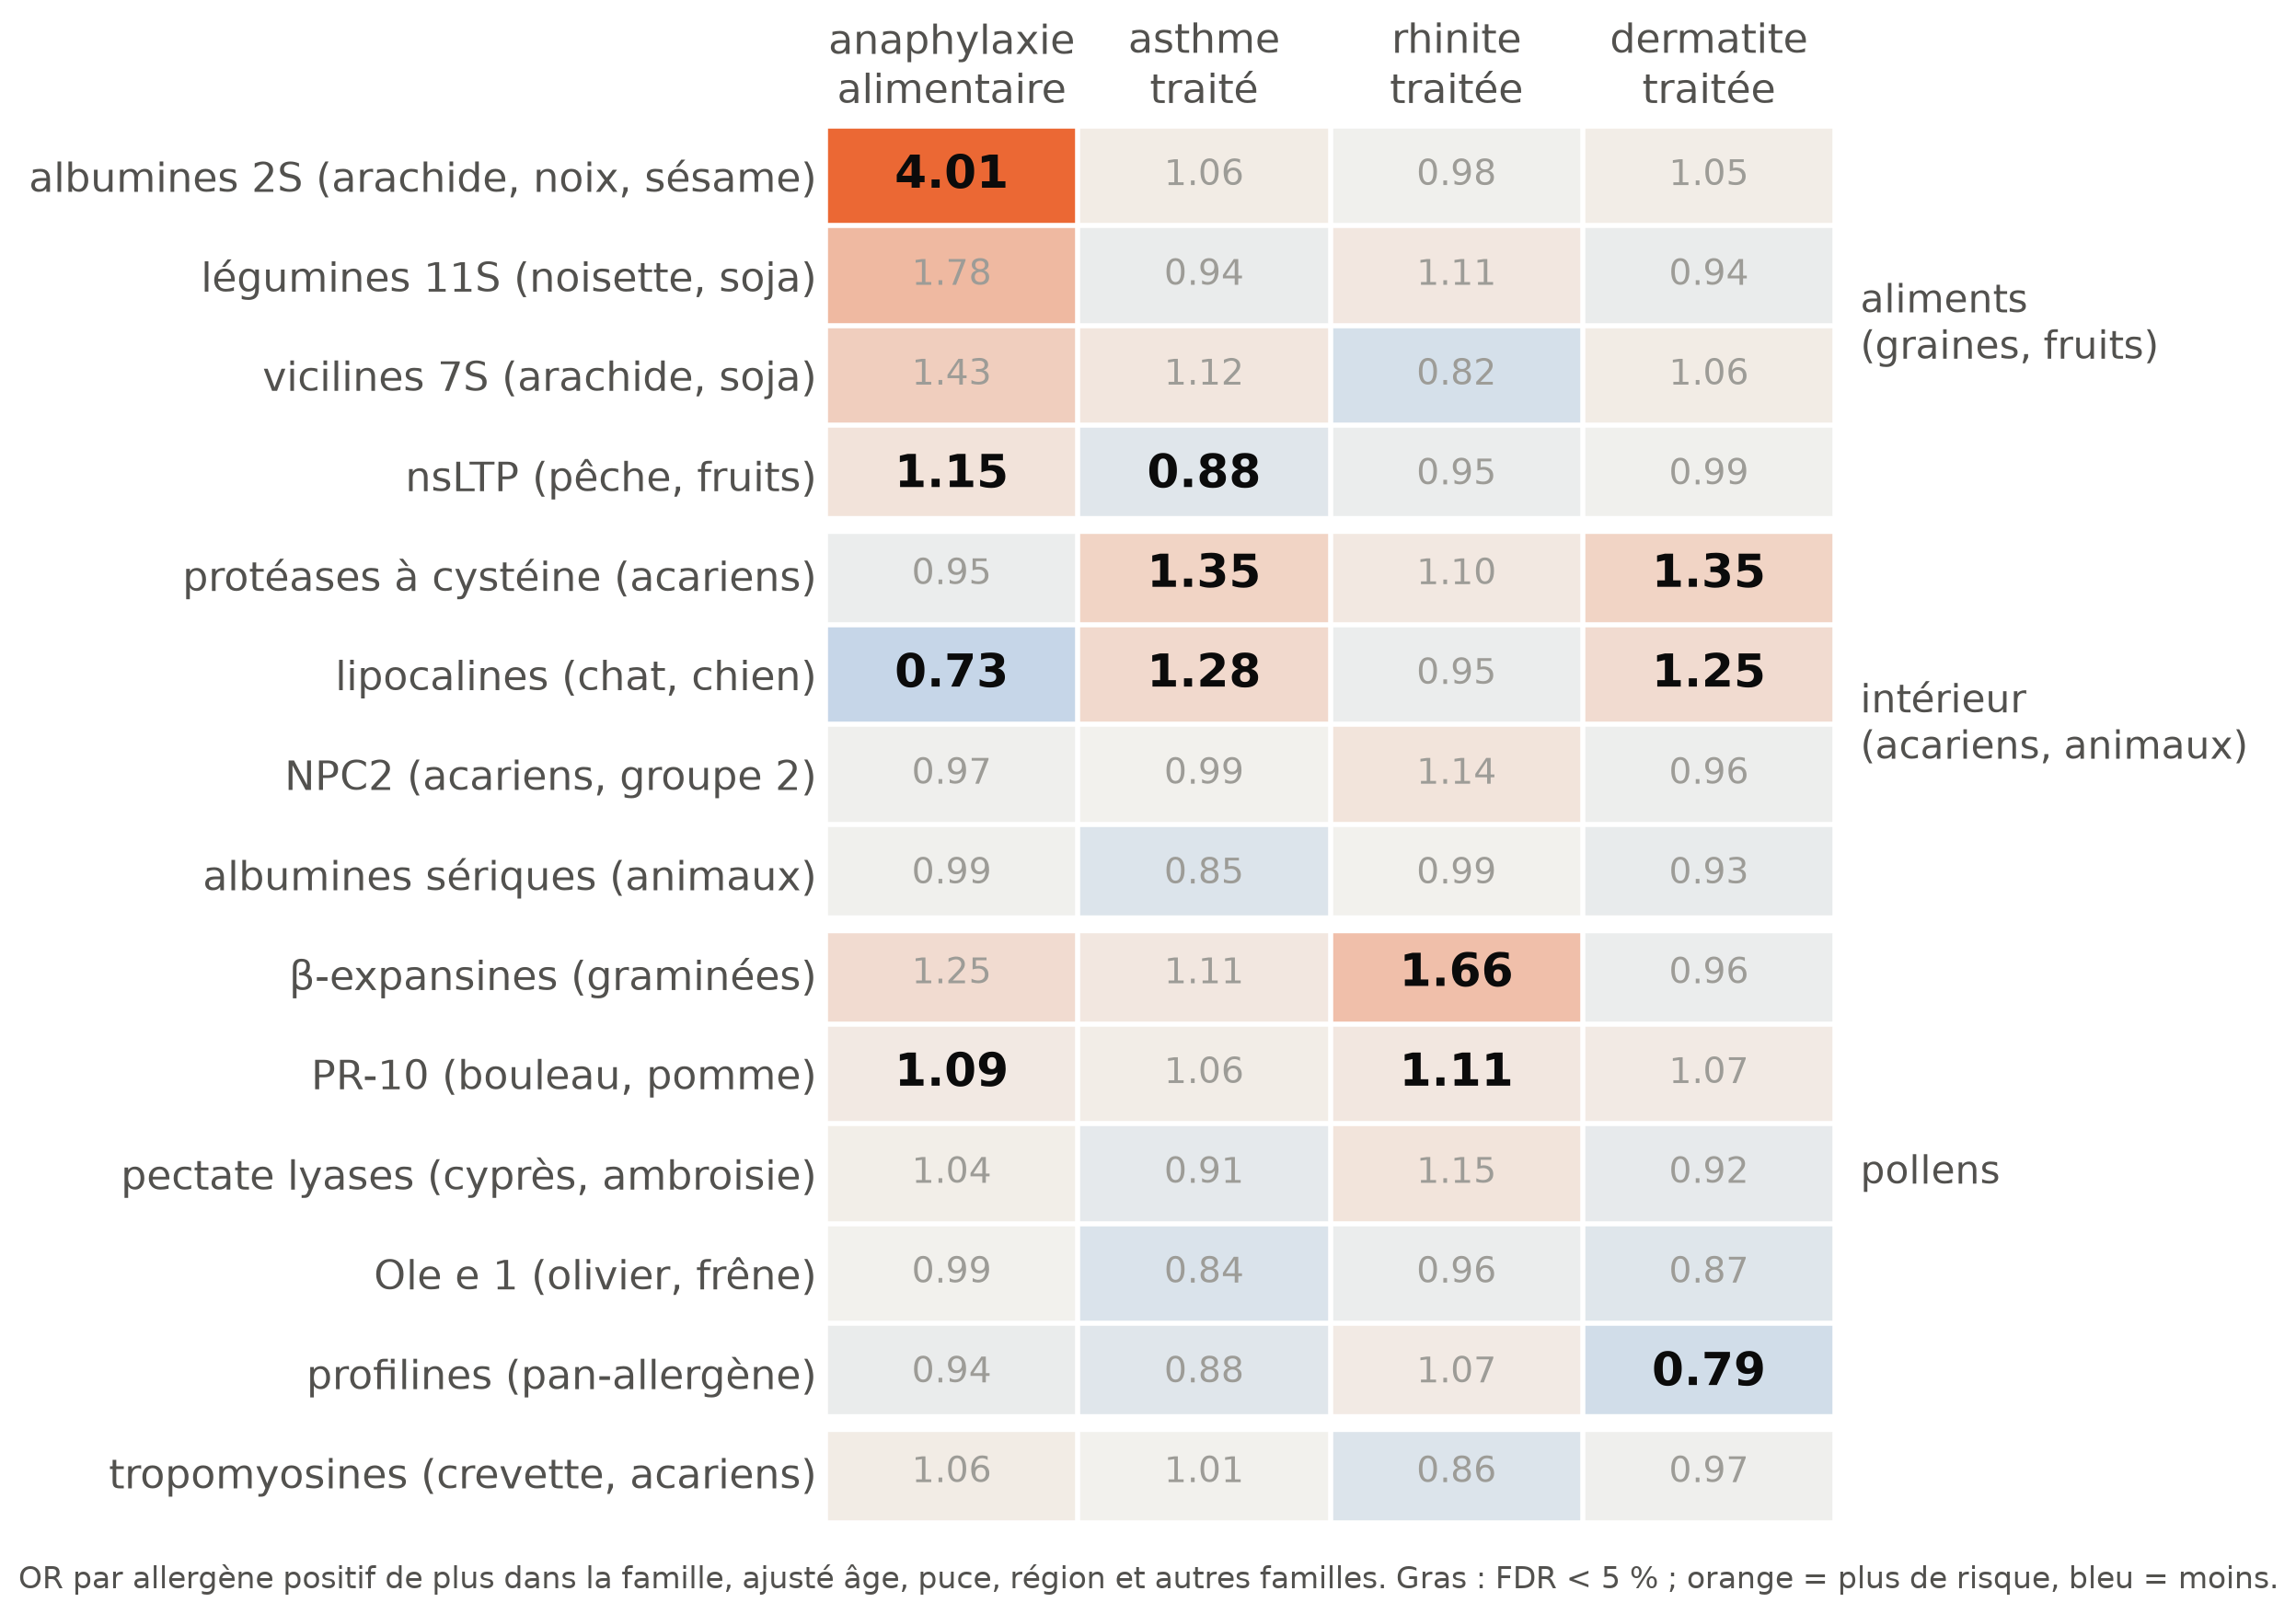 anaphylaxie asthme rhinite dermatite
alimentaire traité traitée traitée
albumines 2S (arachide, noix, sésame) 4.01 1.06 0.98 1.05
légumines 11S (noisette, soja) 1.78 0.94 1.11 0.94
aliments
(graines, fruits)
vicilines 7S (arachide, soja) 1.43 1.12 0.82 1.06
nsLTP (pêche, fruits) 1.15 0.88 0.95 0.99
protéases à cystéine (acariens) 0.95 1.35 1.10 1.35
lipocalines (chat, chien) 0.73 1.28 0.95 1.25
intérieur
(acariens, animaux)
NPC2 (acariens, groupe 2) 0.97 0.99 1.14 0.96
albumines sériques (animaux) 0.99 0.85 0.99 0.93
β-expansines (graminées) 1.25 1.11 1.66 0.96
PR-10 (bouleau, pomme) 1.09 1.06 1.11 1.07
pectate lyases (cyprès, ambroisie) 1.04 0.91 1.15 0.92
pollens
Ole e 1 (olivier, frêne) 0.99 0.84 0.96 0.87
profilines (pan-allergène) 0.94 0.88 1.07 0.79
tropomyosines (crevette, acariens) 1.06 1.01 0.86 0.97
OR par allergène positif de plus dans la famille, ajusté âge, puce, région et autres familles. Gras : FDR < 5 % ; orange = plus de risque, bleu = moins.